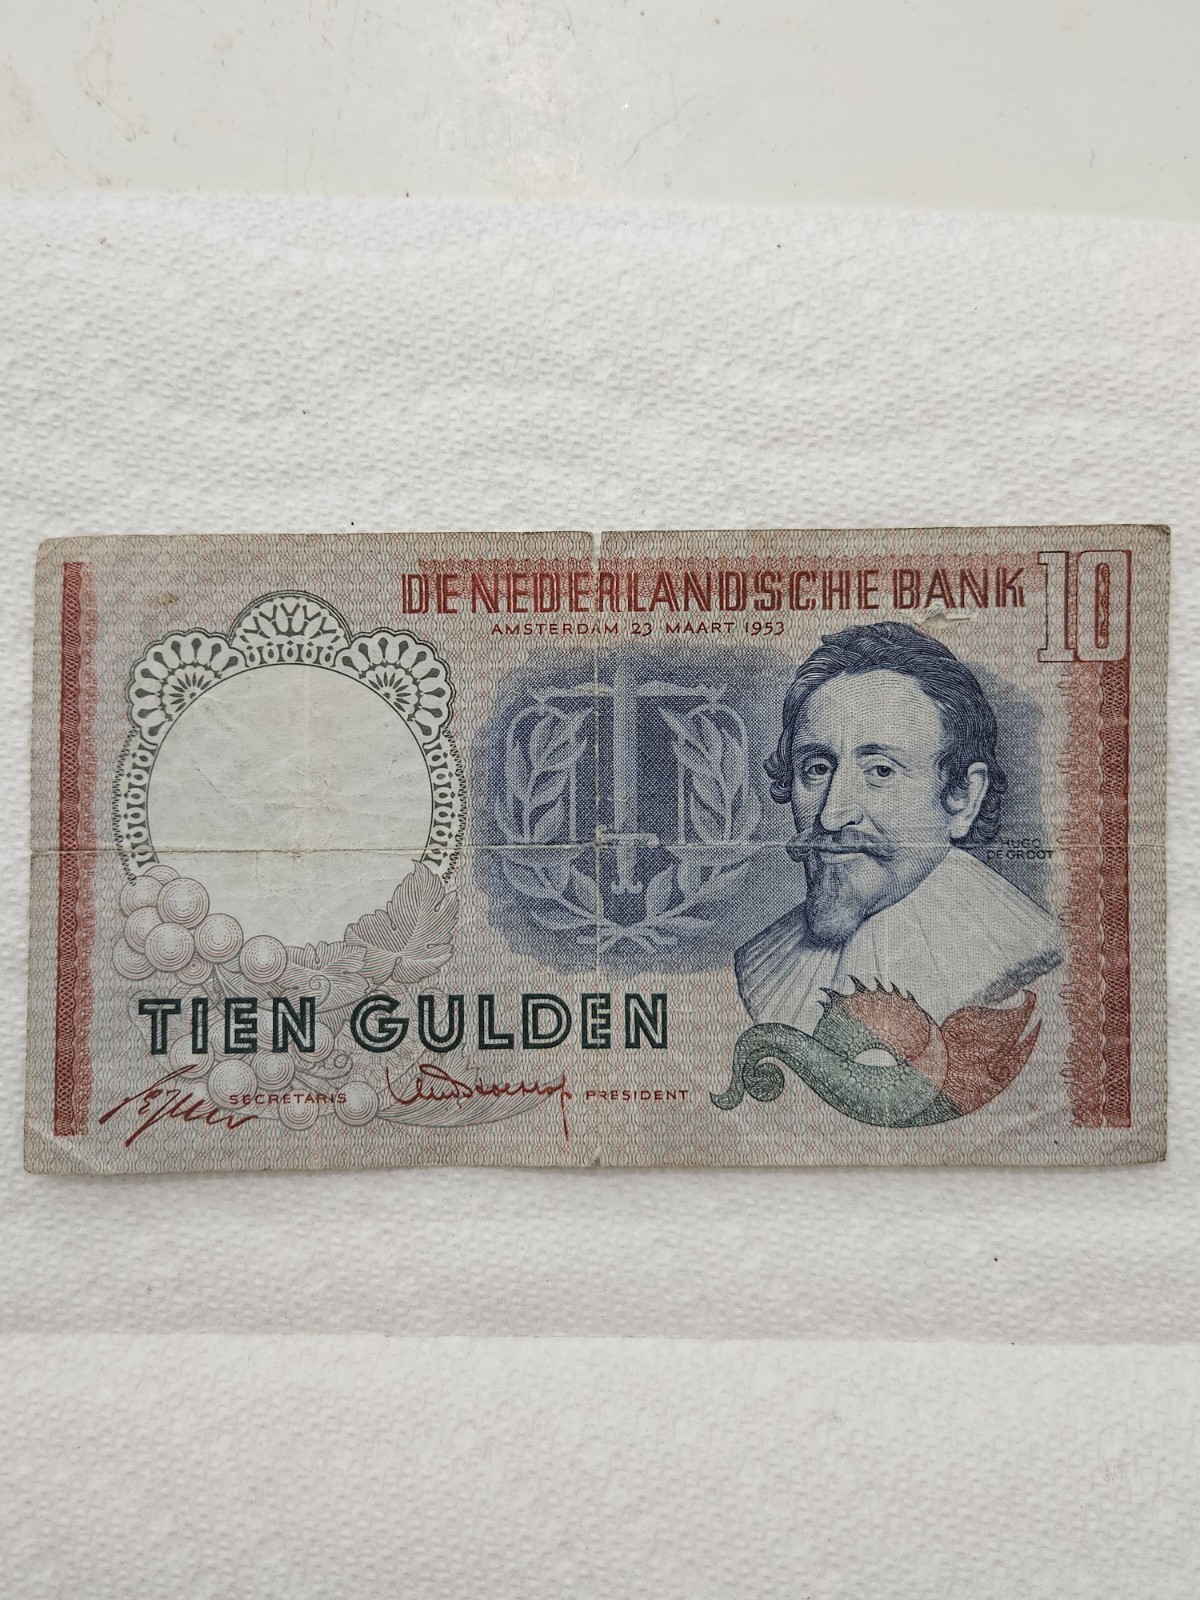 DE NEDERLANDSCHE BANK 10
AMSTERDAM 23 MAART 1953
HUGO
DE GROOT
TIEN GULDEN
SECRETARIS PRESIDENT